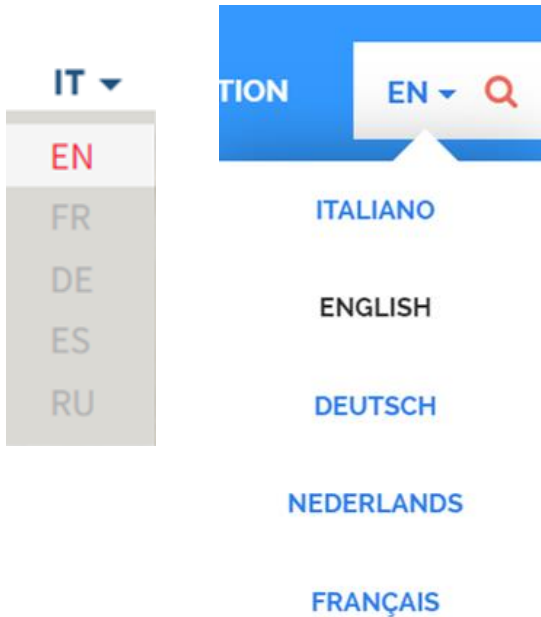 IT
EN
FR
DE
ES
RU
TION
EN
ITALIANO
ENGLISH
DEUTSCH
NEDERLANDS
FRANÇAIS